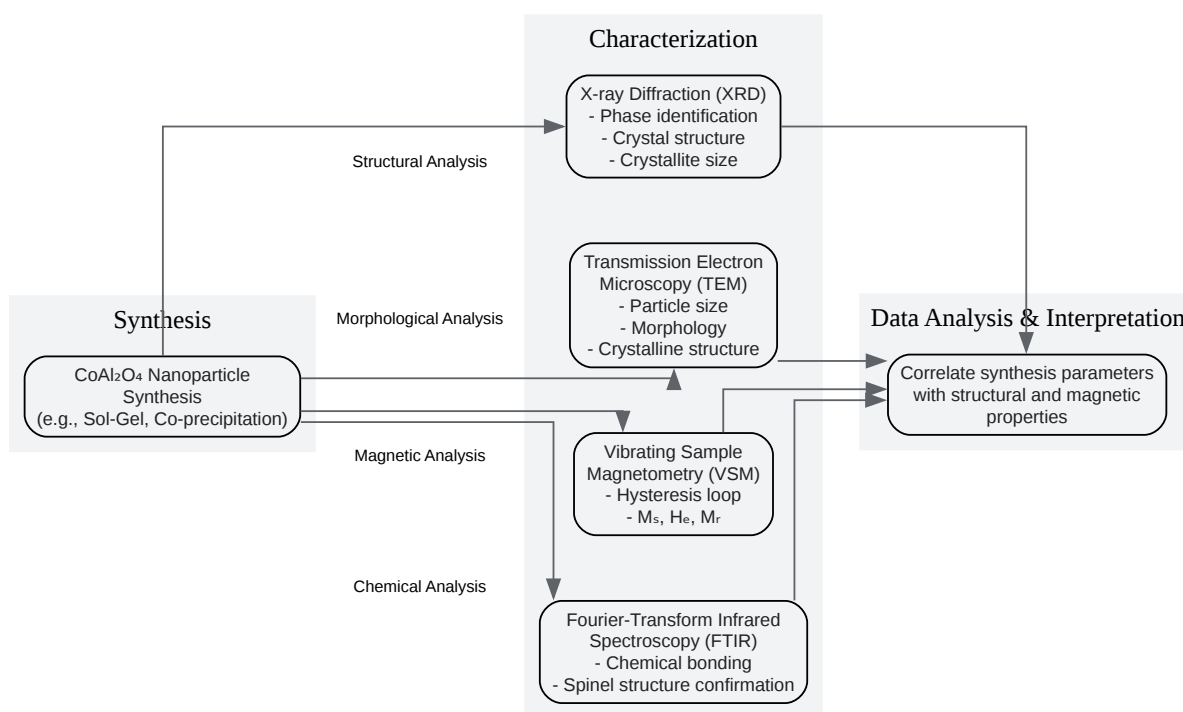 Characterization
X-ray Diffraction (XRD)
- Phase identification
- Crystal structure
- Crystallite size
Structural Analysis
Transmission Electron
Microscopy (TEM)
- Particle size
- Morphology
- Crystalline structure
Morphological Analysis
Synthesis
CoAl₂O₄ Nanoparticle
Synthesis
(e.g., Sol-Gel, Co-precipitation)
Data Analysis & Interpretation
Correlate synthesis parameters
with structural and magnetic
properties
Magnetic Analysis
Vibrating Sample
Magnetometry (VSM)
- Hysteresis loop
- Mₛ, Hₑ, Mᵣ
Chemical Analysis
Fourier-Transform Infrared
Spectroscopy (FTIR)
- Chemical bonding
- Spinel structure confirmation